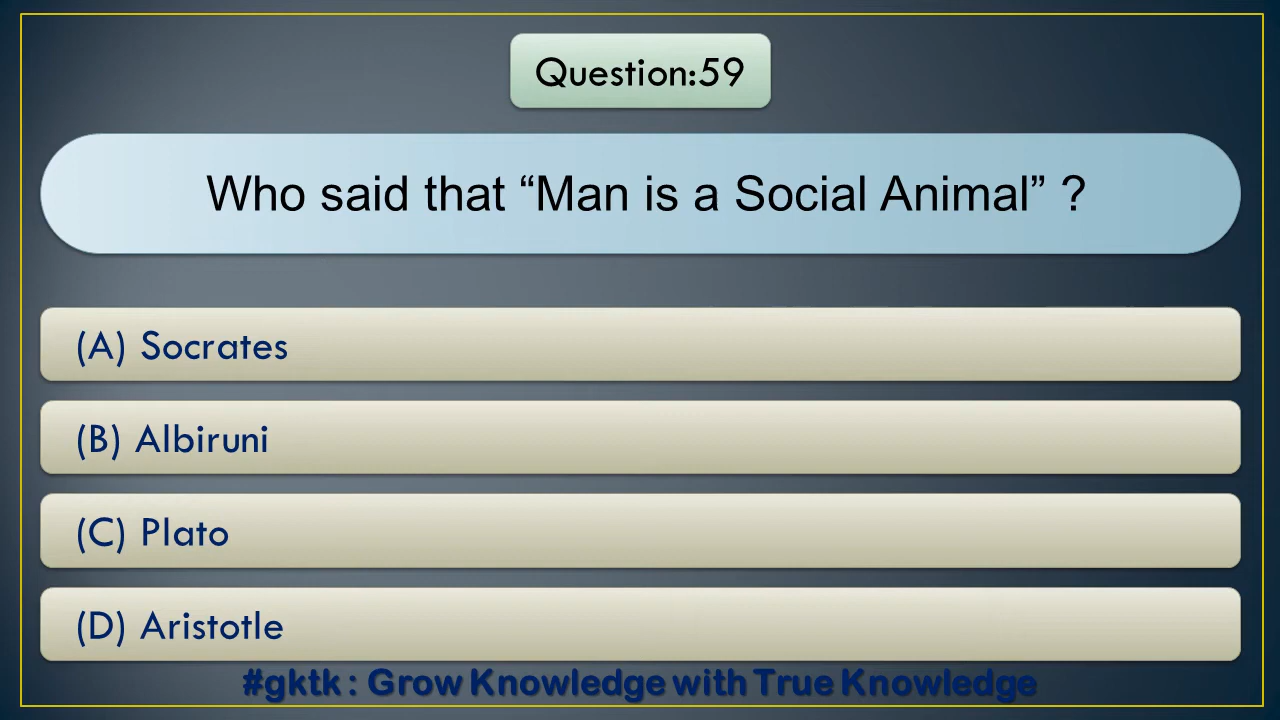 Question:59
Who said that “Man is a Social Animal” ?
(A) Socrates
(B) Albiruni
(C) Plato
(D) Aristotle
#gktk : Grow Knowledge with True Knowledge